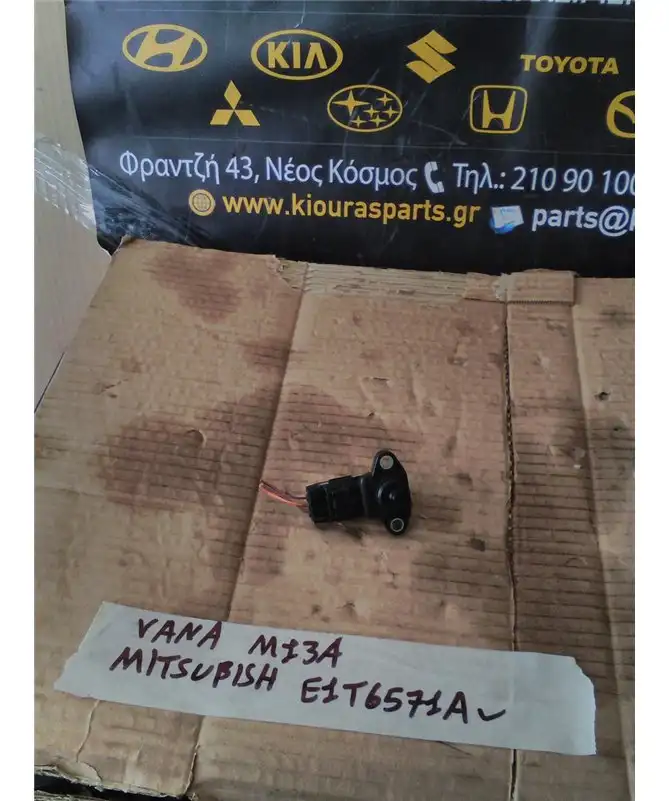 KIA
TOYOTA
Φραντζή 43, Νέος Κόσμος Τηλ.: 210 90 100
www.kiourasparts.gr parts@
VANA M13A
MITSUBISH E1T6571A